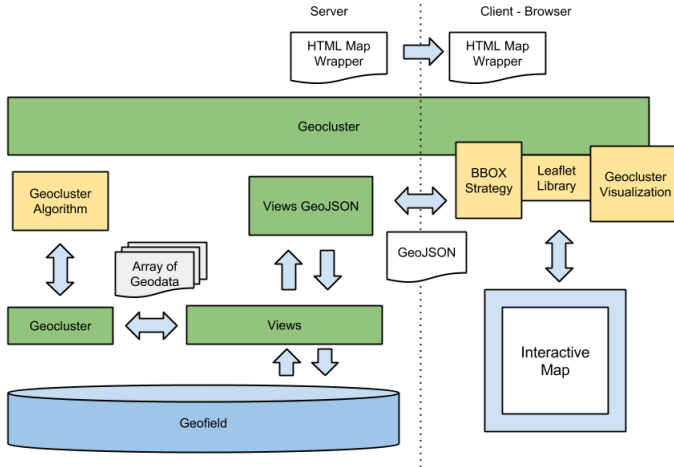 Server
Client - Browser
HTML Map
Wrapper
HTML Map
Wrapper
Geocluster
Geocluster
Algorithm
Views GeoJSON
BBOX
Strategy
Leaflet
Library
Geocluster
Visualization
Array of
Geodata
GeoJSON
Geocluster
Views
Interactive
Map
Geofield